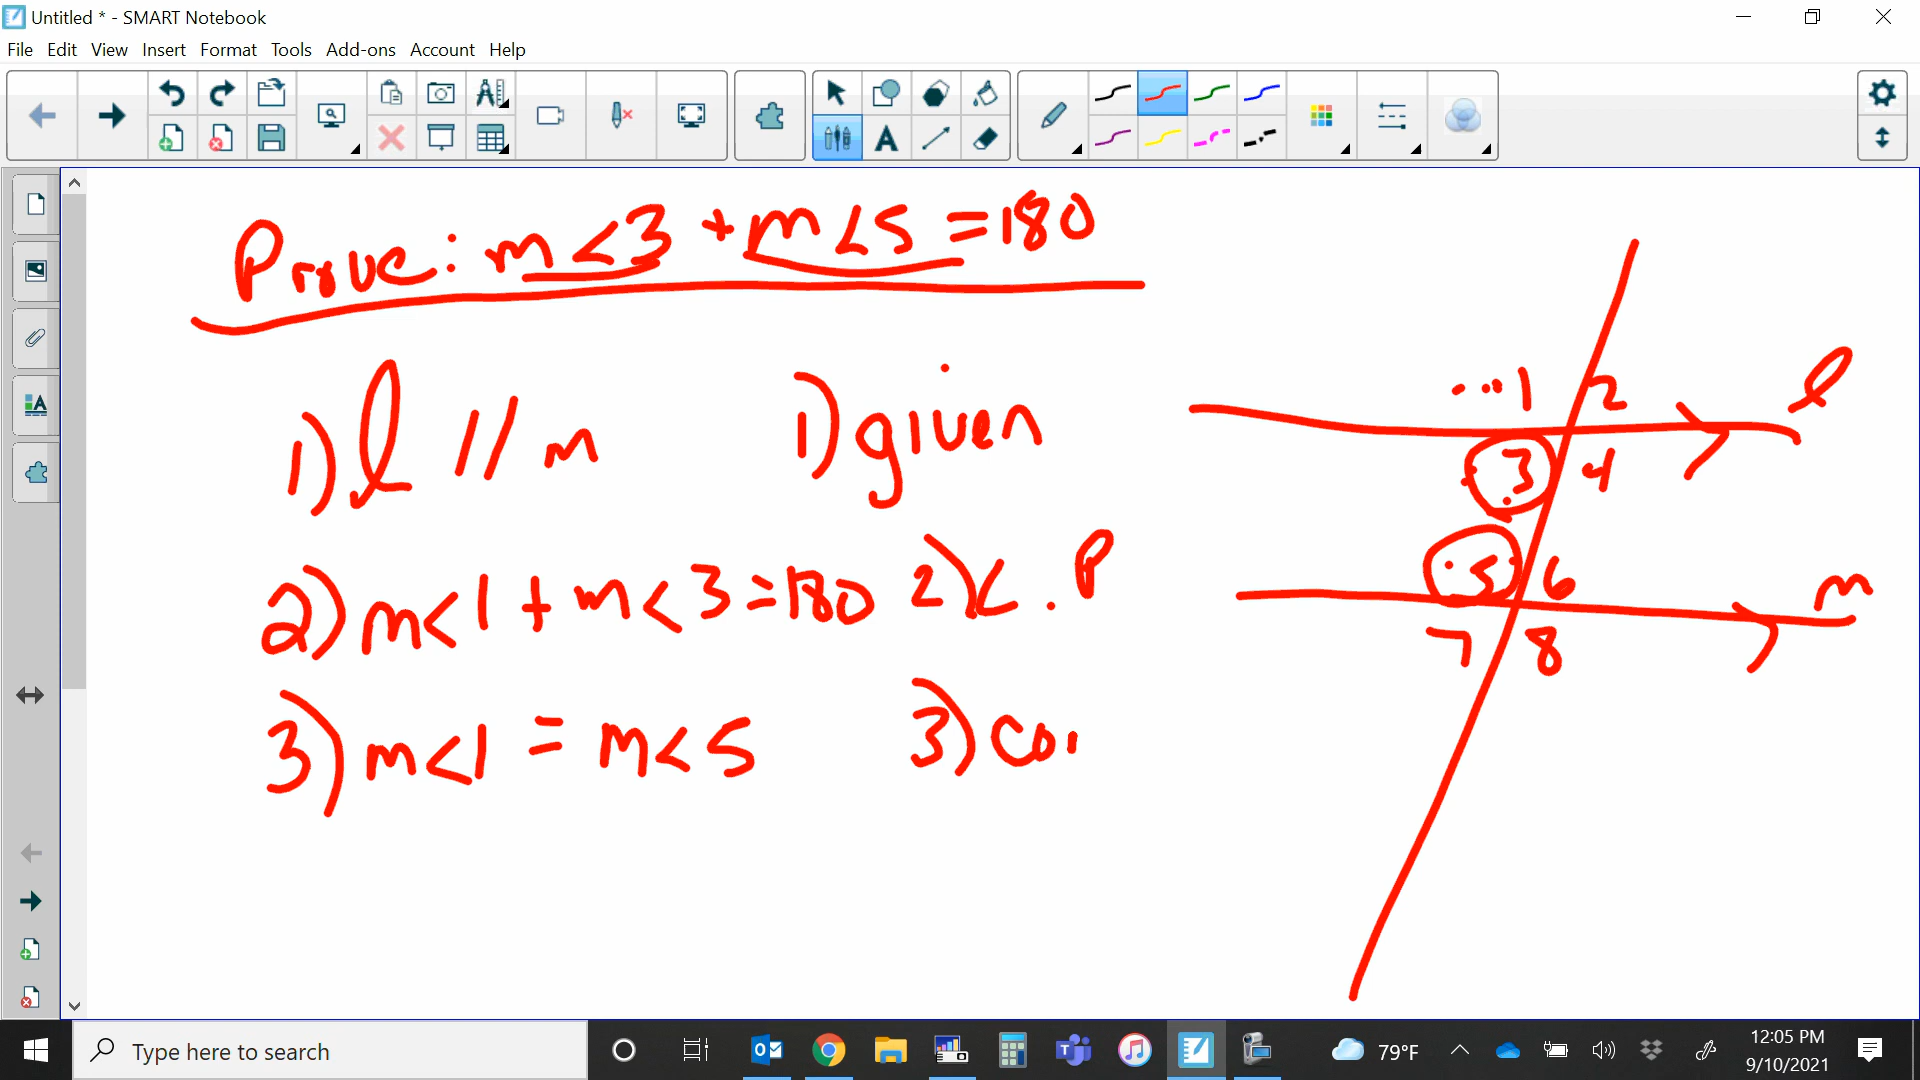 Untitled * - SMART Notebook
File Edit View Insert Format Tools Add-ons Account Help
Prove: m<3 + m<5 = 180
1) l // m 1) given
2) m<1 + m<3 = 180 2) L . P
3) m<1 = m<5 3) cor
1 2 l
3 4
5 6 m
7 8
Type here to search
79°F
12:05 PM
9/10/2021